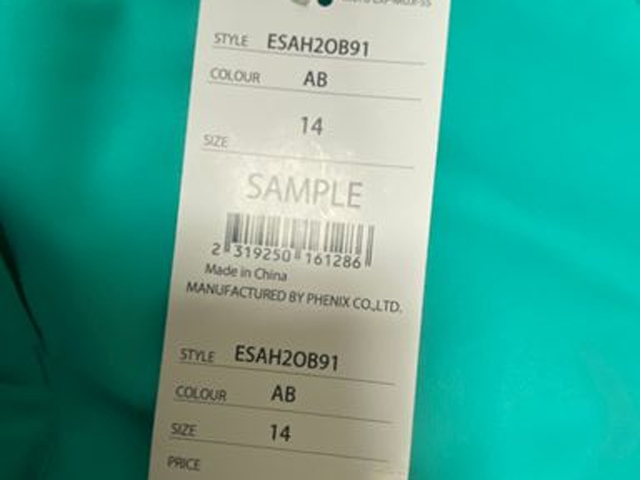 STYLE ESAH2OB91
COLOUR AB
14
SIZE
SAMPLE
2 319250 161286
Made in China
MANUFACTURED BY PHENIX CO.,LTD.
STYLE ESAH2OB91
COLOUR AB
SIZE 14
PRICE